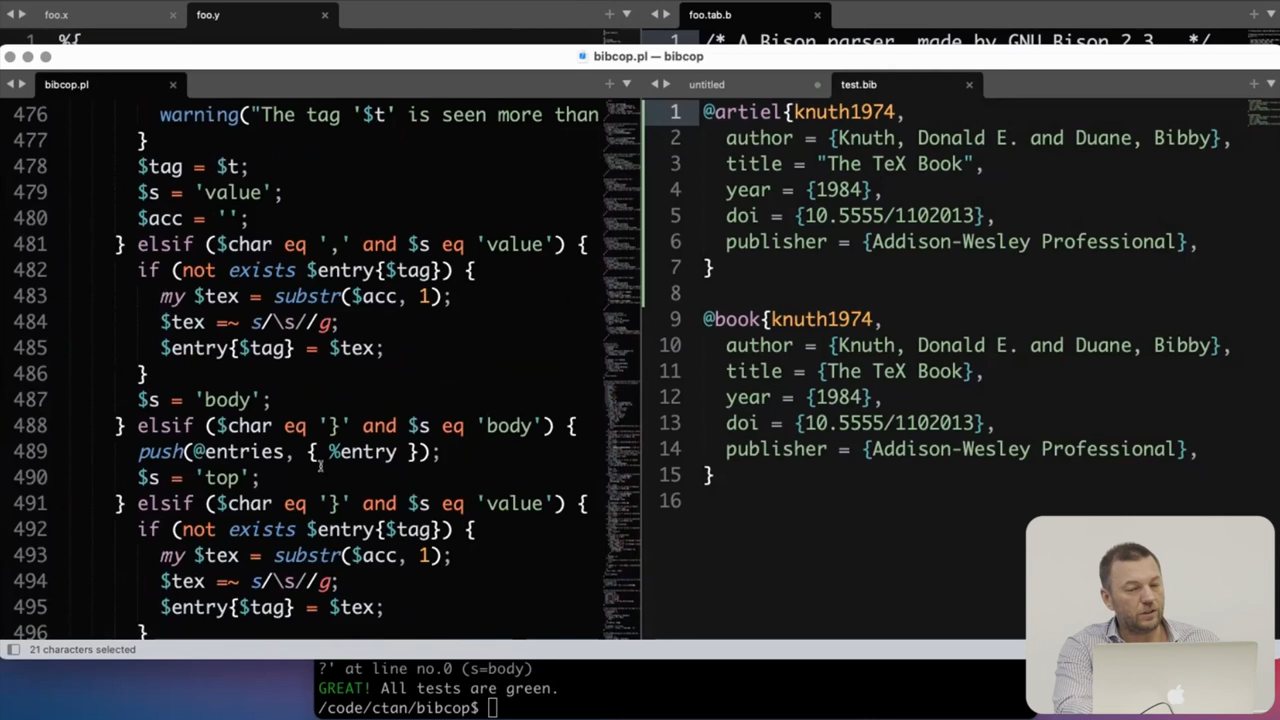 foo.x
foo.y
foo.tab.b
1 %{
1 /* A Bison parser, made by GNU Bison 2.3. */
bibcop.pl — bibcop
bibcop.pl
476 warning("The tag '$t' is seen more than
477 }
478 $tag = $t;
479 $s = 'value';
480 $acc = '';
481 } elsif ($char eq ',' and $s eq 'value') {
482 if (not exists $entry{$tag}) {
483 my $tex = substr($acc, 1);
484 $tex =~ s/\s//g;
485 $entry{$tag} = $tex;
486 }
487 $s = 'body';
488 } elsif ($char eq '}' and $s eq 'body') {
489 push(@entries, { %entry });
490 $s = 'top';
491 } elsif ($char eq '}' and $s eq 'value') {
492 if (not exists $entry{$tag}) {
493 my $tex = substr($acc, 1);
494 $tex =~ s/\s//g;
495 $entry{$tag} = $tex;
496 }
untitled
test.bib
1 @artiel{knuth1974,
2 author = {Knuth, Donald E. and Duane, Bibby},
3 title = "The TeX Book",
4 year = {1984},
5 doi = {10.5555/1102013},
6 publisher = {Addison-Wesley Professional},
7 }
8
9 @book{knuth1974,
10 author = {Knuth, Donald E. and Duane, Bibby},
11 title = {The TeX Book},
12 year = {1984},
13 doi = {10.5555/1102013},
14 publisher = {Addison-Wesley Professional},
15 }
16
21 characters selected
?' at line no.0 (s=body)
GREAT! All tests are green.
/code/ctan/bibcop$